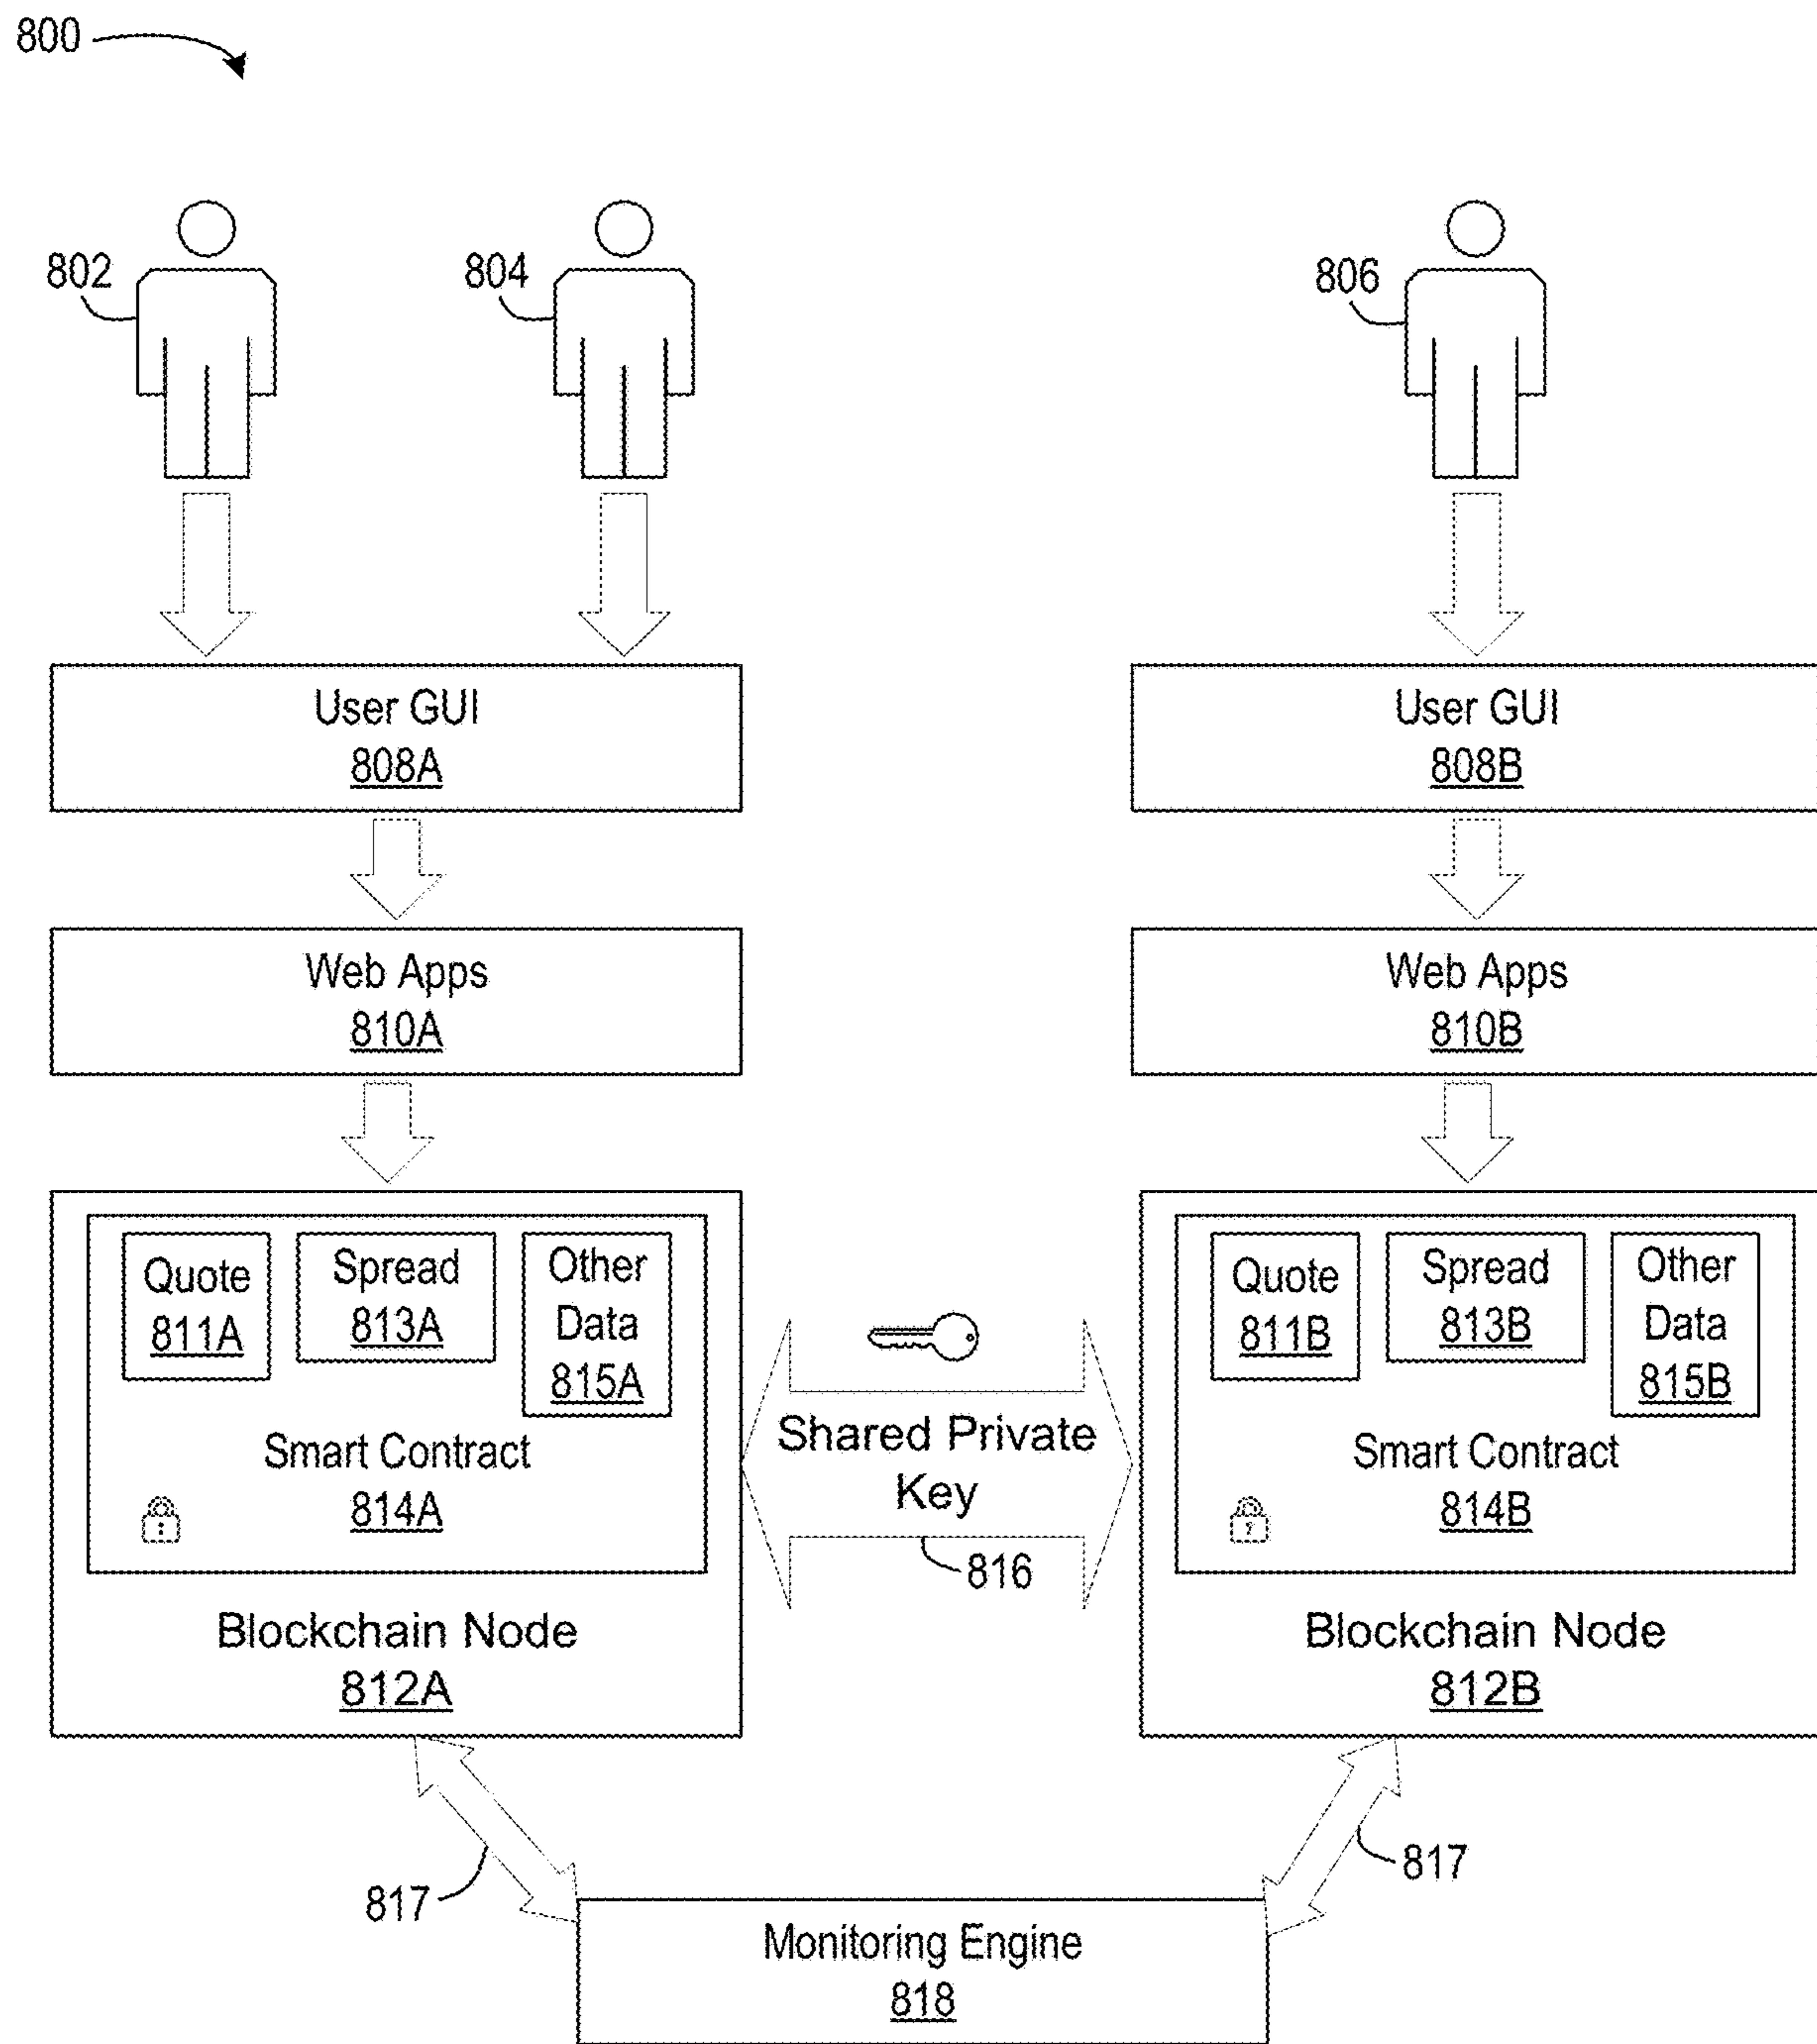 800
802
804
806
User GUI
808A
User GUI
808B
Web Apps
810A
Web Apps
810B
Quote
811A
Spread
813A
Other
Data
815A
Smart Contract
814A
Blockchain Node
812A
Shared Private
Key
816
Quote
811B
Spread
813B
Other
Data
815B
Smart Contract
814B
Blockchain Node
812B
817
817
Monitoring Engine
818